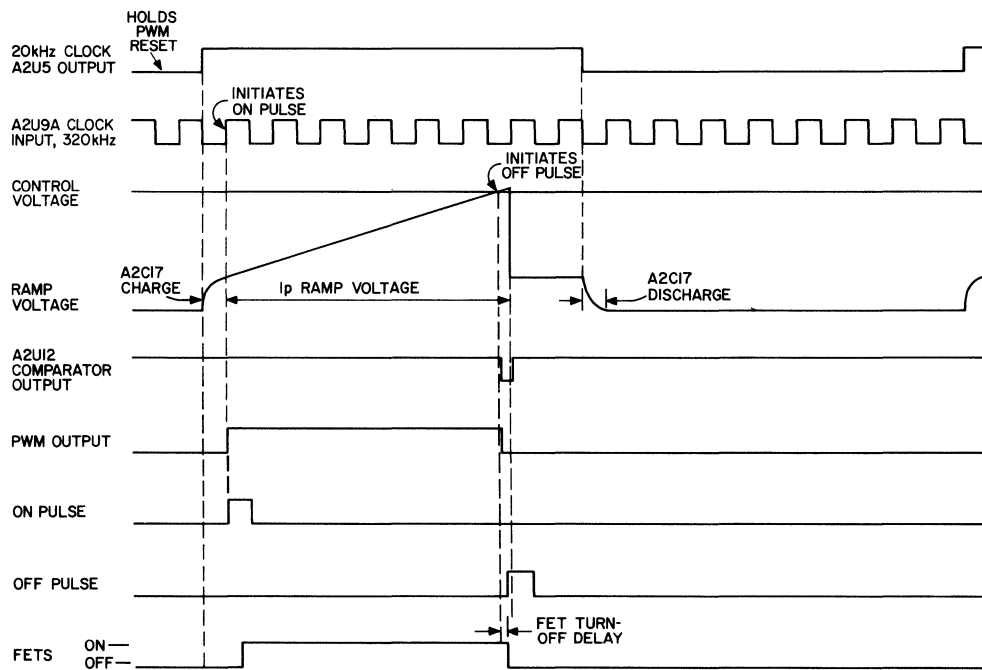 HOLDS
PWM
RESET
20kHz CLOCK
A2U5 OUTPUT
INITIATES
ON PULSE
A2U9A CLOCK
INPUT, 320kHz
INITIATES
OFF PULSE
CONTROL
VOLTAGE
A2C17
CHARGE
Ip RAMP VOLTAGE
A2C17
DISCHARGE
RAMP
VOLTAGE
A2U12
COMPARATOR
OUTPUT
PWM OUTPUT
ON PULSE
OFF PULSE
FET TURN-
OFF DELAY
FETS
ON—
OFF—